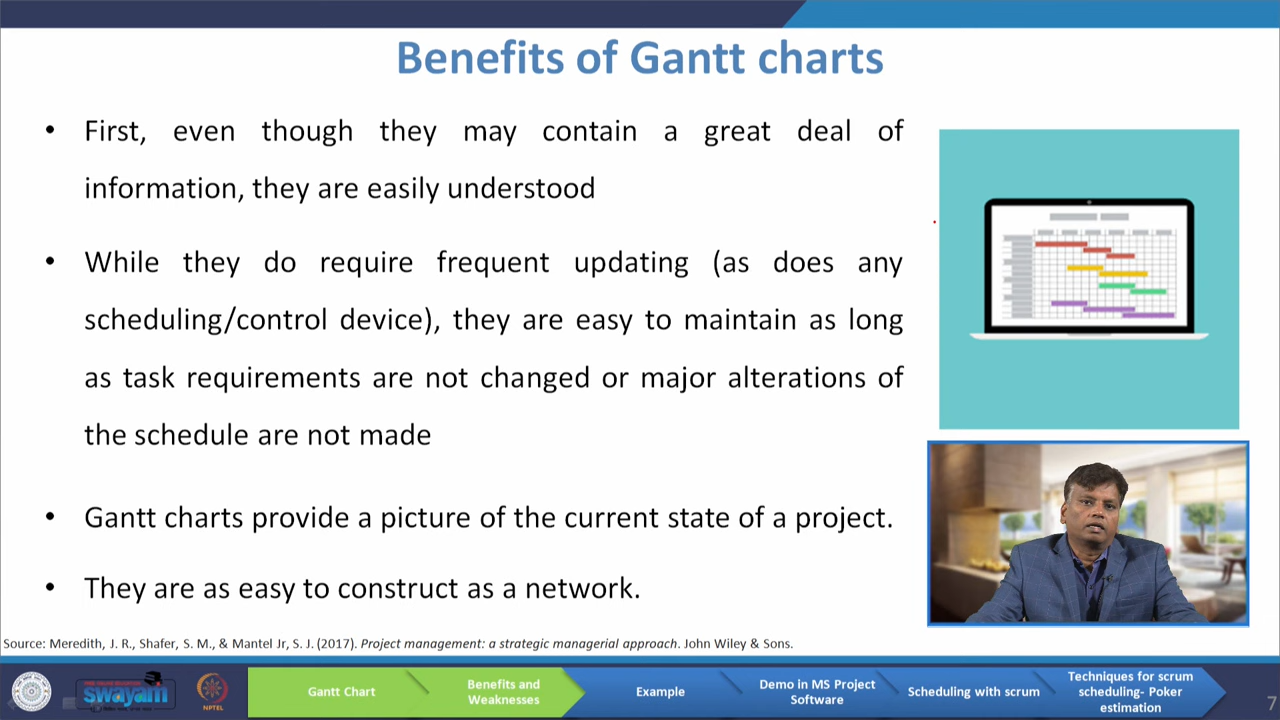 Benefits of Gantt charts
• First, even though they may contain a great deal of
information, they are easily understood
• While they do require frequent updating (as does any
scheduling/control device), they are easy to maintain as long
as task requirements are not changed or major alterations of
the schedule are not made
• Gantt charts provide a picture of the current state of a project.
• They are as easy to construct as a network.
Source: Meredith, J. R., Shafer, S. M., & Mantel Jr, S. J. (2017). Project management: a strategic managerial approach. John Wiley & Sons.
swayam
NPTEL
Gantt Chart
Benefits and
Weaknesses
Example
Demo in MS Project
Software
Scheduling with scrum
Techniques for scrum
scheduling- Poker
estimation
7